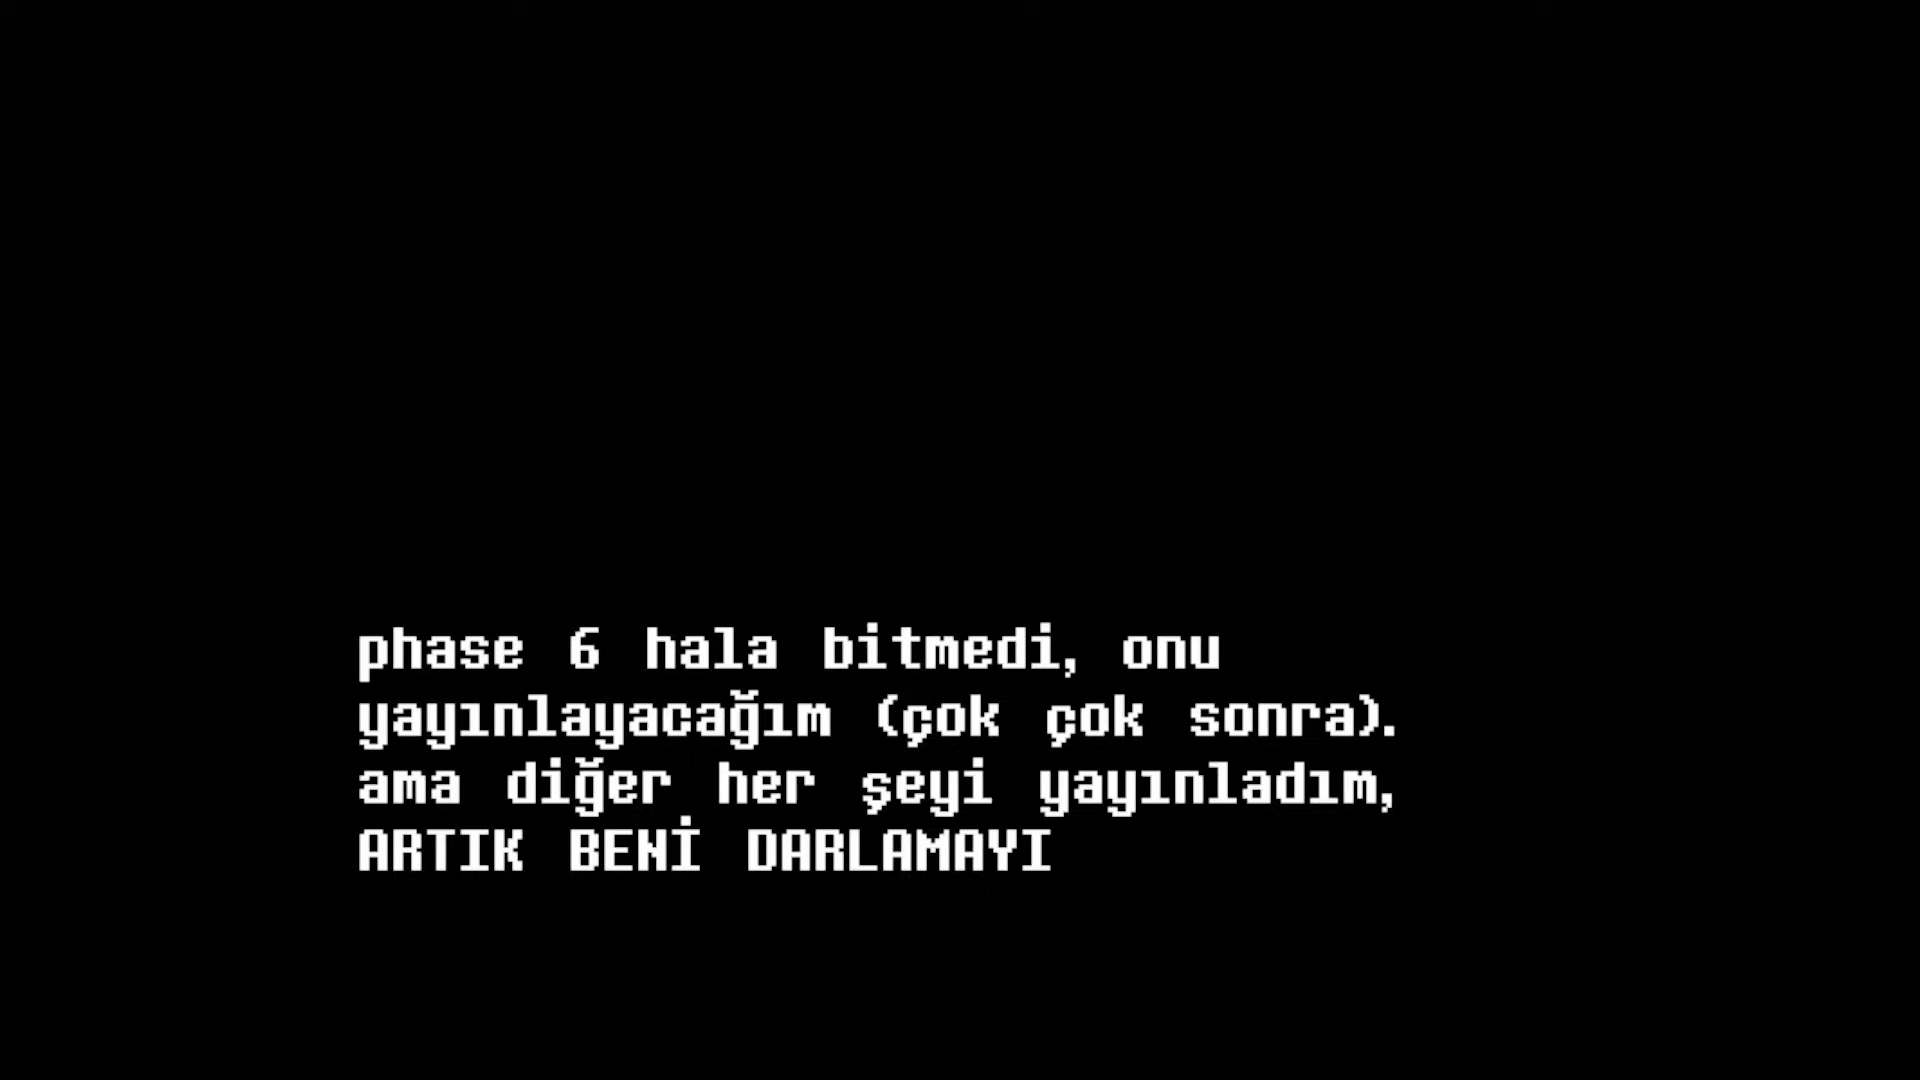 phase 6 hala bitmedi, onu
yayınlayacağım (çok çok sonra).
ama diğer her şeyi yayınladım,
ARTIK BENİ DARLAMAYI